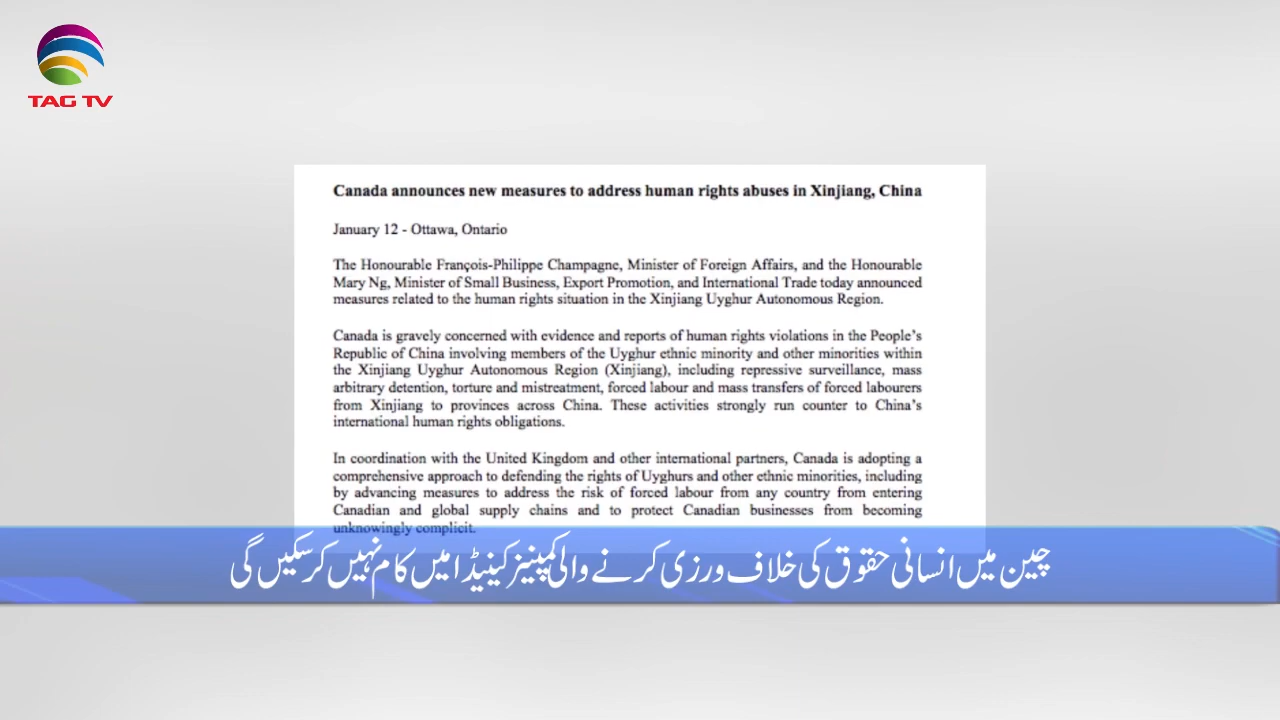 TAG TV
Canada announces new measures to address human rights abuses in Xinjiang, China
January 12 - Ottawa, Ontario
The Honourable François-Philippe Champagne, Minister of Foreign Affairs, and the Honourable
Mary Ng, Minister of Small Business, Export Promotion, and International Trade today announced
measures related to the human rights situation in the Xinjiang Uyghur Autonomous Region.
Canada is gravely concerned with evidence and reports of human rights violations in the People's
Republic of China involving members of the Uyghur ethnic minority and other minorities within
the Xinjiang Uyghur Autonomous Region (Xinjiang), including repressive surveillance, mass
arbitrary detention, torture and mistreatment, forced labour and mass transfers of forced labourers
from Xinjiang to provinces across China. These activities strongly run counter to China's
international human rights obligations.
In coordination with the United Kingdom and other international partners, Canada is adopting a
comprehensive approach to defending the rights of Uyghurs and other ethnic minorities, including
by advancing measures to address the risk of forced labour from any country from entering
Canadian and global supply chains and to protect Canadian businesses from becoming
unknowingly complicit.
چین میں انسانی حقوق کی خلاف ورزی کرنے والی کمپنیز کینیڈا میں کام نہیں کرسکیں گی